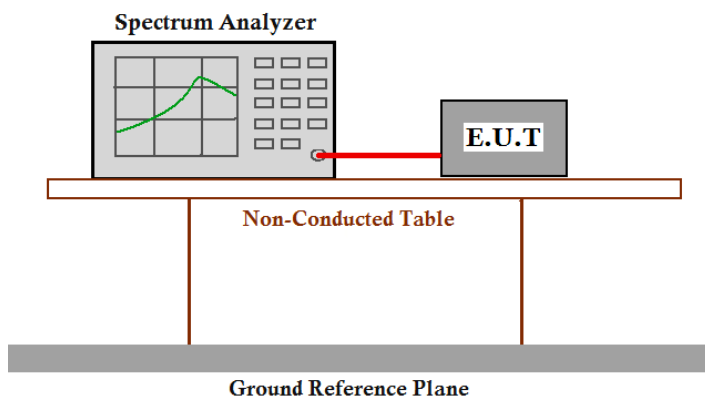 Spectrum Analyzer
E.U.T
Non-Conducted Table
Ground Reference Plane